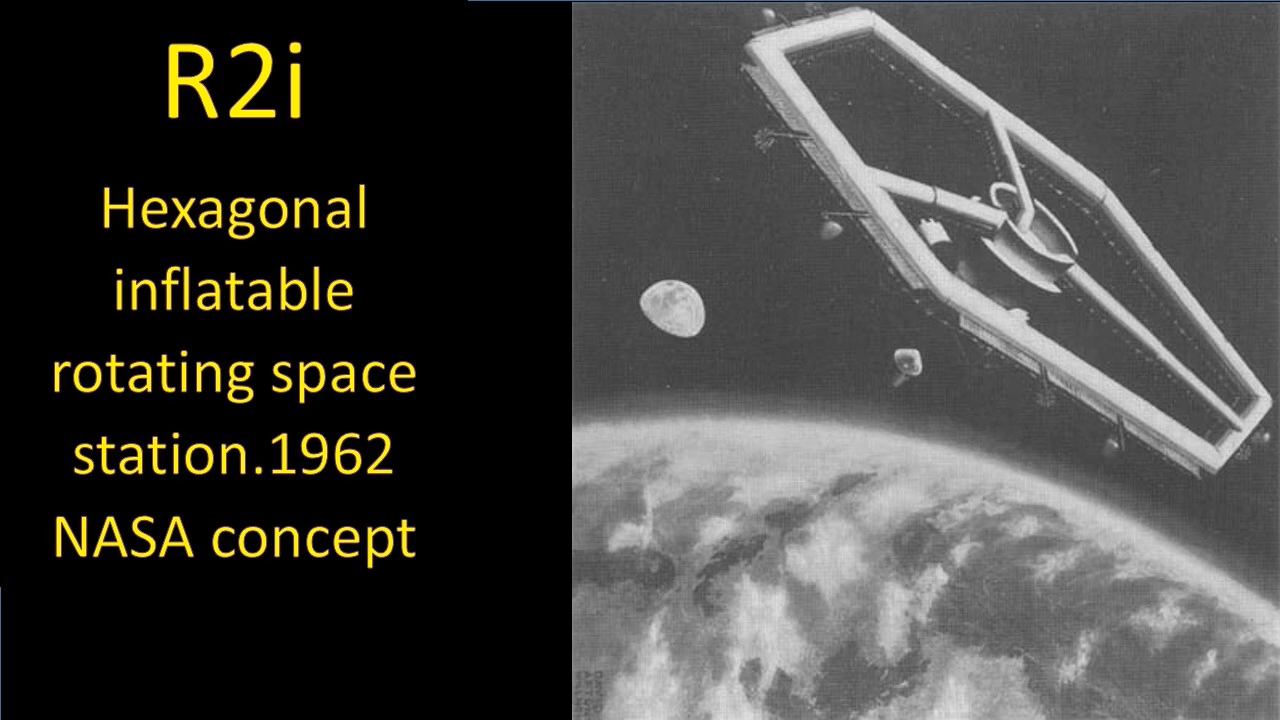 R2i
Hexagonal
inflatable
rotating space
station.1962
NASA concept